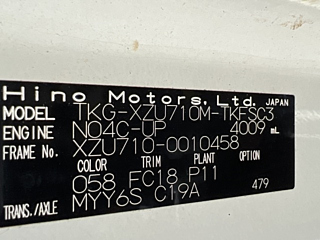 Hino Motors, Ltd. JAPAN
MODEL TKG-XZU710M-TKFSC3
ENGINE N04C-UP 4009 mL
FRAME No. XZU710-0010458
COLOR TRIM PLANT OPTION
058 FC18 P11
479
TRANS./AXLE MYY6S C19A